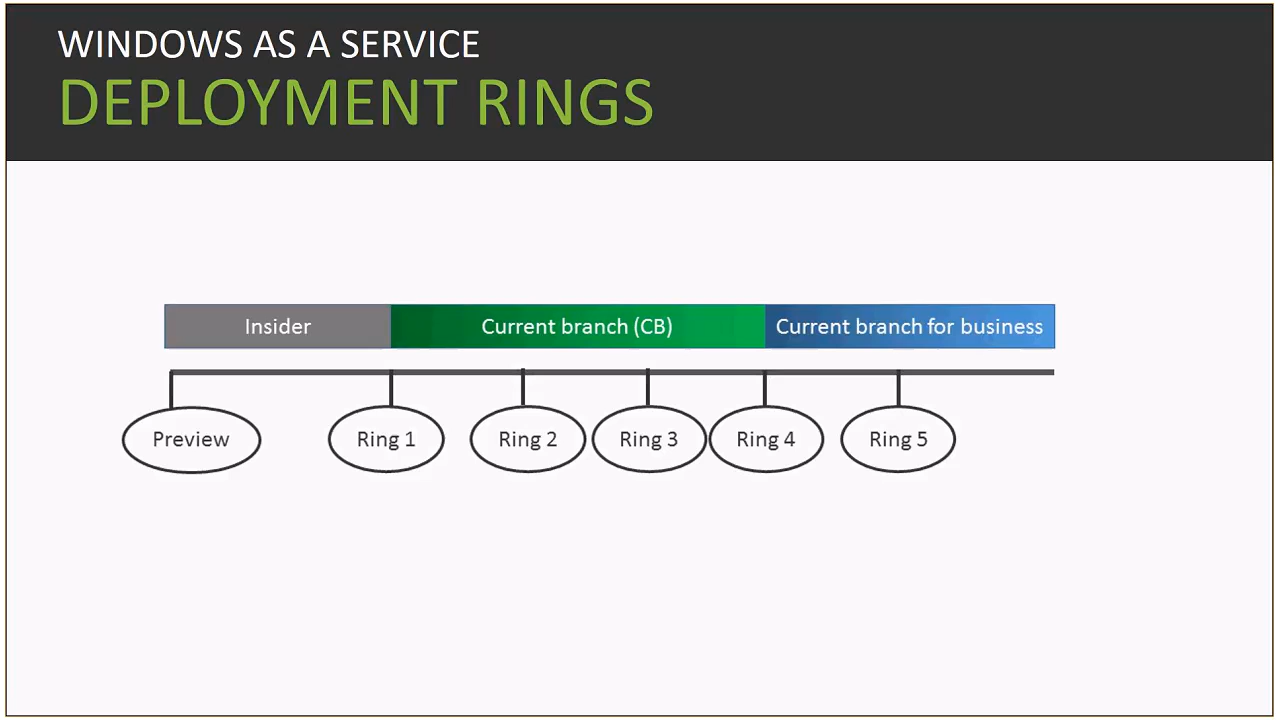 WINDOWS AS A SERVICE
DEPLOYMENT RINGS
Insider
Current branch (CB)
Current branch for business
Preview
Ring 1
Ring 2
Ring 3
Ring 4
Ring 5